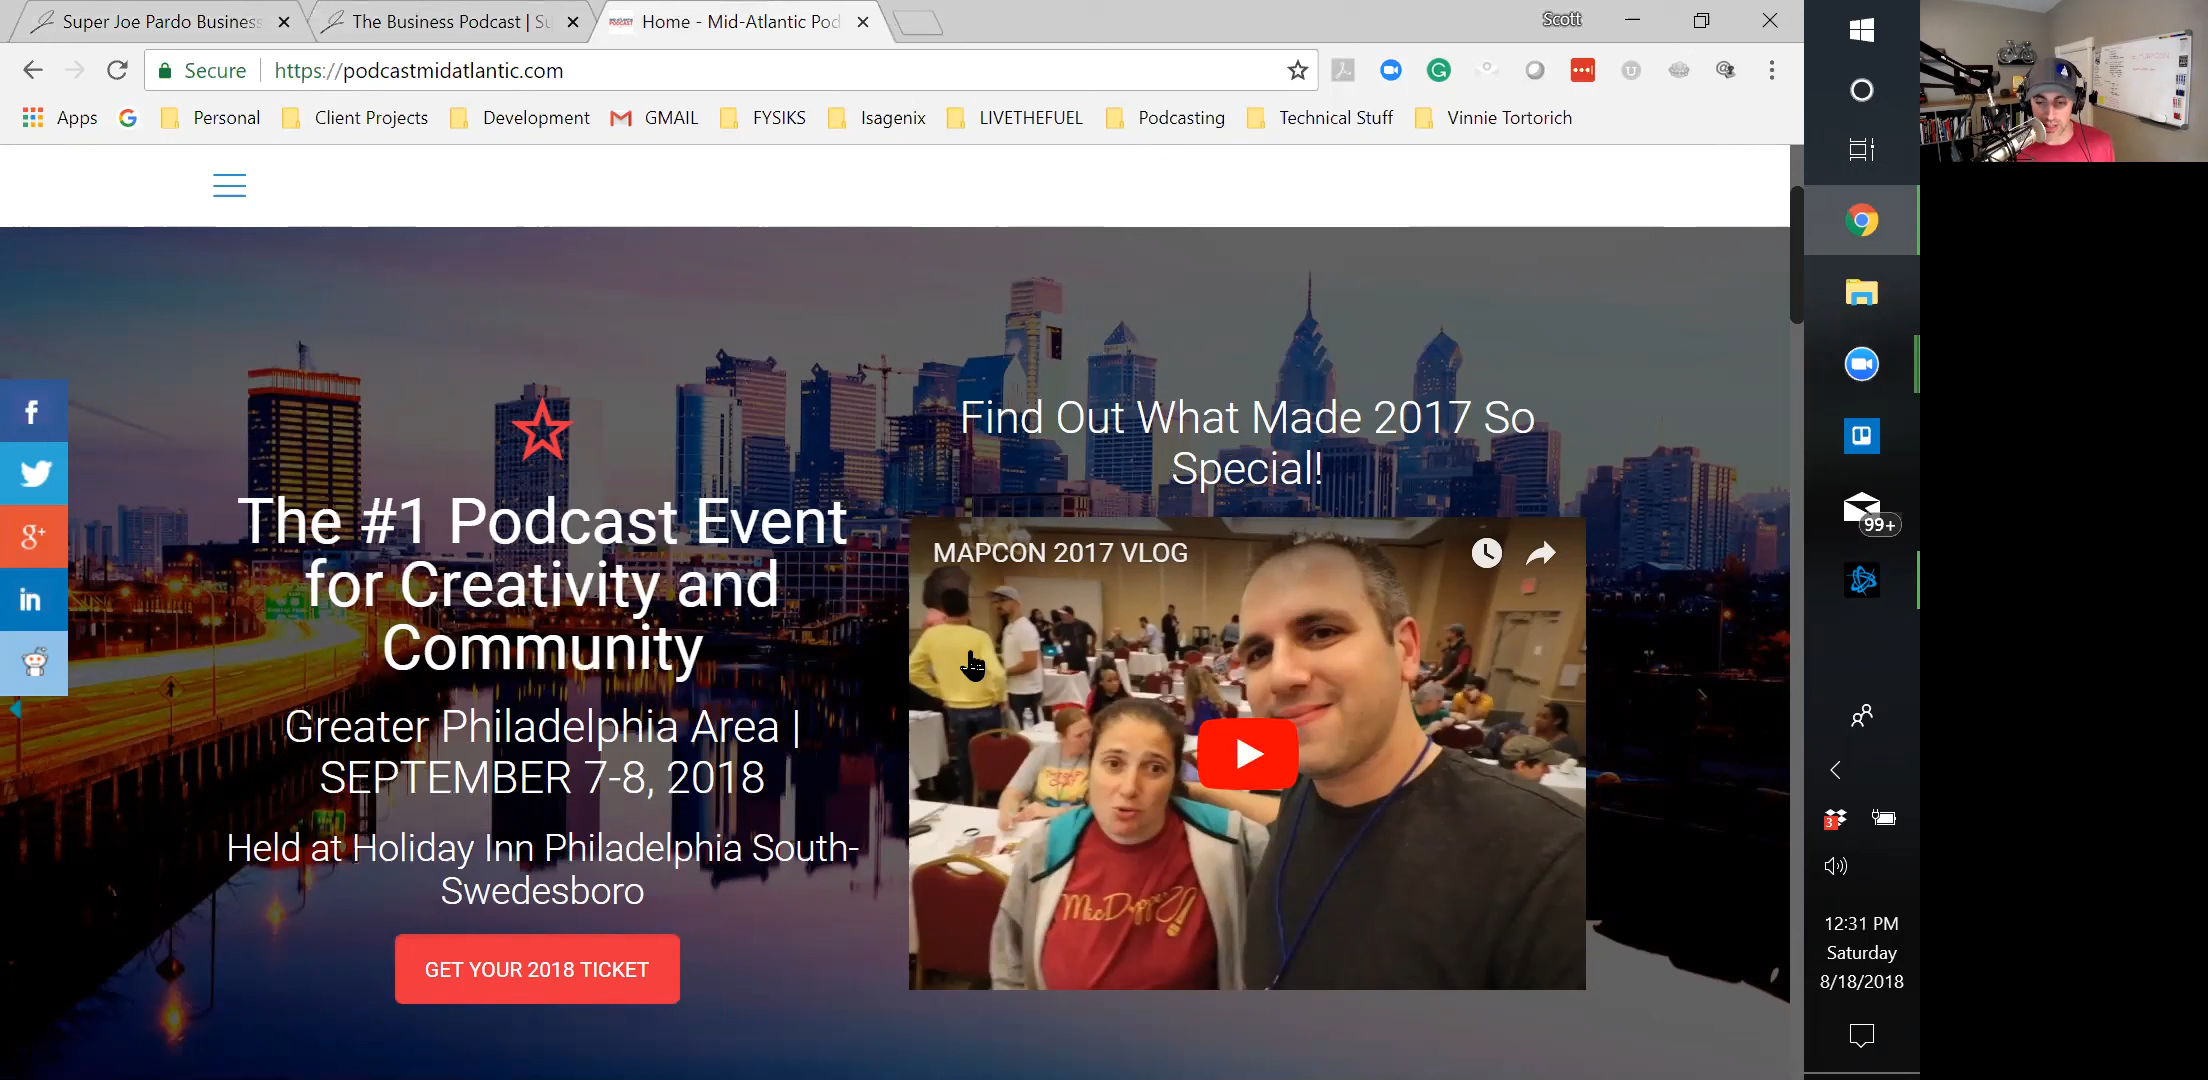 Super Joe Pardo Business
The Business Podcast | Su
Home - Mid-Atlantic Pod
Scott
Secure
https://podcastmidatlantic.com
Apps
Personal
Client Projects
Development
GMAIL
FYSIKS
Isagenix
LIVETHEFUEL
Podcasting
Technical Stuff
Vinnie Tortorich
f
g+
in
The #1 Podcast Event
for Creativity and
Community
Greater Philadelphia Area |
SEPTEMBER 7-8, 2018
Held at Holiday Inn Philadelphia South-
Swedesboro
GET YOUR 2018 TICKET
Find Out What Made 2017 So
Special!
MAPCON 2017 VLOG
99+
3
12:31 PM
Saturday
8/18/2018